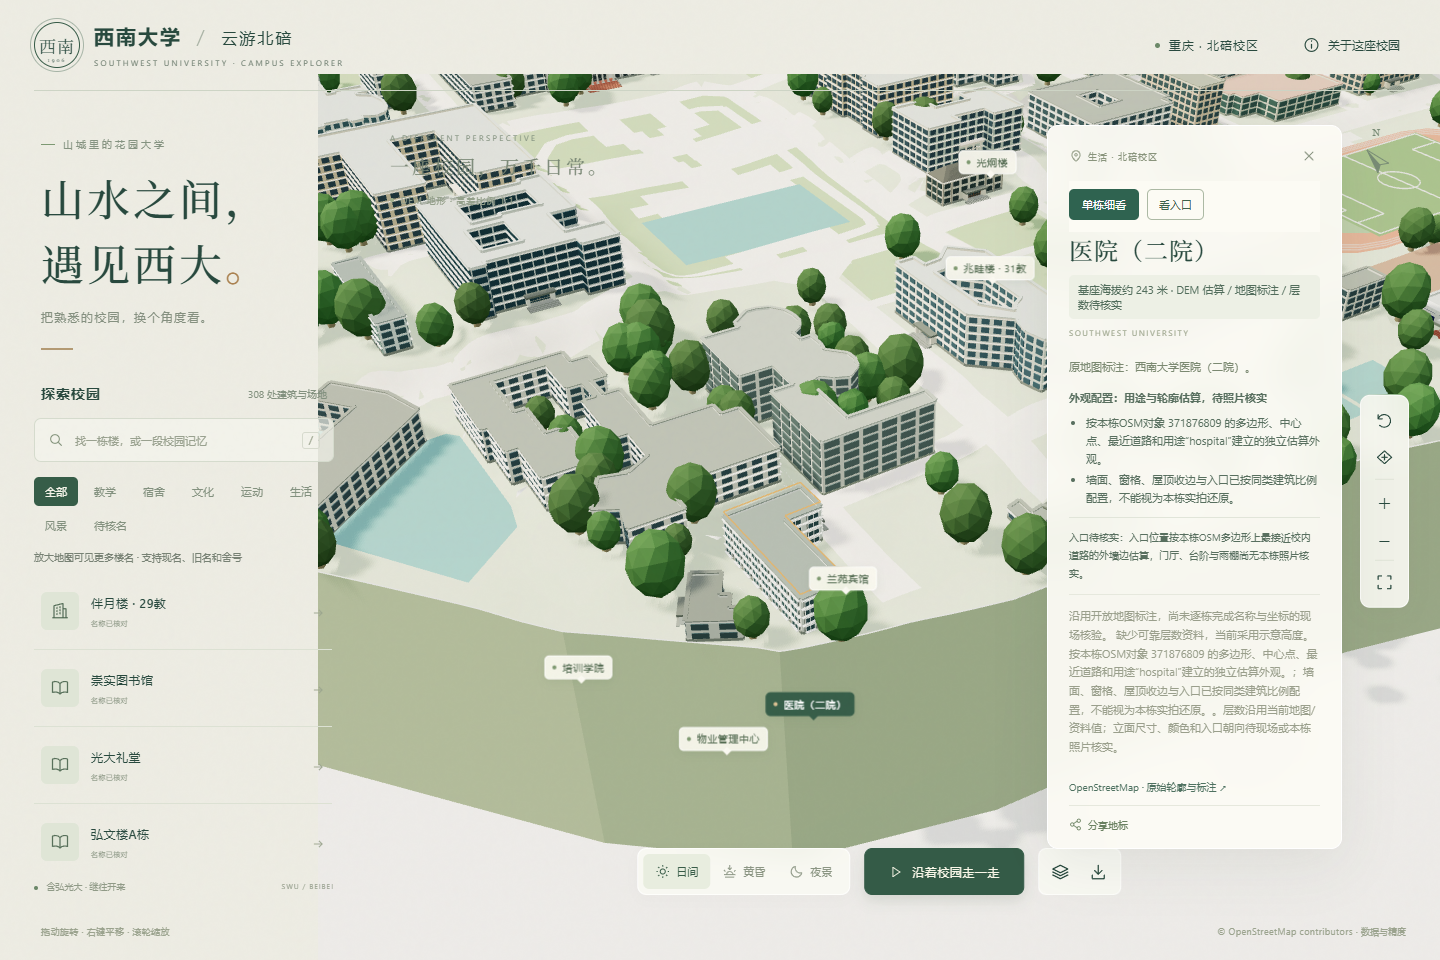 西南
1906
西南大学 / 云游北碚
SOUTHWEST UNIVERSITY · CAMPUS EXPLORER
重庆 · 北碚校区
关于这座校园
山城里的花园大学
山水之间，
遇见西大。
把熟悉的校园，换个角度看。
探索校园
308 处建筑与场地
找一栋楼，或一段校园记忆
/
全部
教学
宿舍
文化
运动
生活
风景
待核名
放大地图可见更多楼名 · 支持现名、旧名和舍号
伴月楼 · 29教
名称已核对
崇实图书馆
名称已核对
光大礼堂
名称已核对
弘文楼A栋
名称已核对
含弘光大 · 继往开来
SWU / BEIBEI
拖动旋转 · 右键平移 · 滚轮缩放
PERSPECTIVE
万千日常。
光炯楼
兆畦楼 · 31教
兰苑宾馆
培训学院
医院（二院）
物业管理中心
N
生活 · 北碚校区
单栋细看
看入口
医院（二院）
基座海拔约 243 米 · DEM 估算 / 地图标注 / 层
数待核实
SOUTHWEST UNIVERSITY
原地图标注：西南大学医院（二院）。
外观配置：用途与轮廓估算，待照片核实
按本栋OSM对象 371876809 的多边形、中心
点、最近道路和用途“hospital”建立的独立估算外
观。
墙面、窗格、屋顶收边与入口已按同类建筑比例
配置，不能视为本栋实拍还原。
入口待核实：入口位置按本栋OSM多边形上最接近校内
道路的外墙边估算，门厅、台阶与雨棚尚无本栋照片核
实。
沿用开放地图标注，尚未逐栋完成名称与坐标的现
场核验。 缺少可靠层数资料，当前采用示意高度。
按本栋OSM对象 371876809 的多边形、中心点、最
近道路和用途“hospital”建立的独立估算外观。；墙
面、窗格、屋顶收边与入口已按同类建筑比例配
置，不能视为本栋实拍还原。。层数沿用当前地图/
资料值；立面尺寸、颜色和入口朝向待现场或本栋
照片核实。
OpenStreetMap · 原始轮廓与标注 ↗
分享地标
日间
黄昏
夜景
沿着校园走一走
© OpenStreetMap contributors · 数据与精度